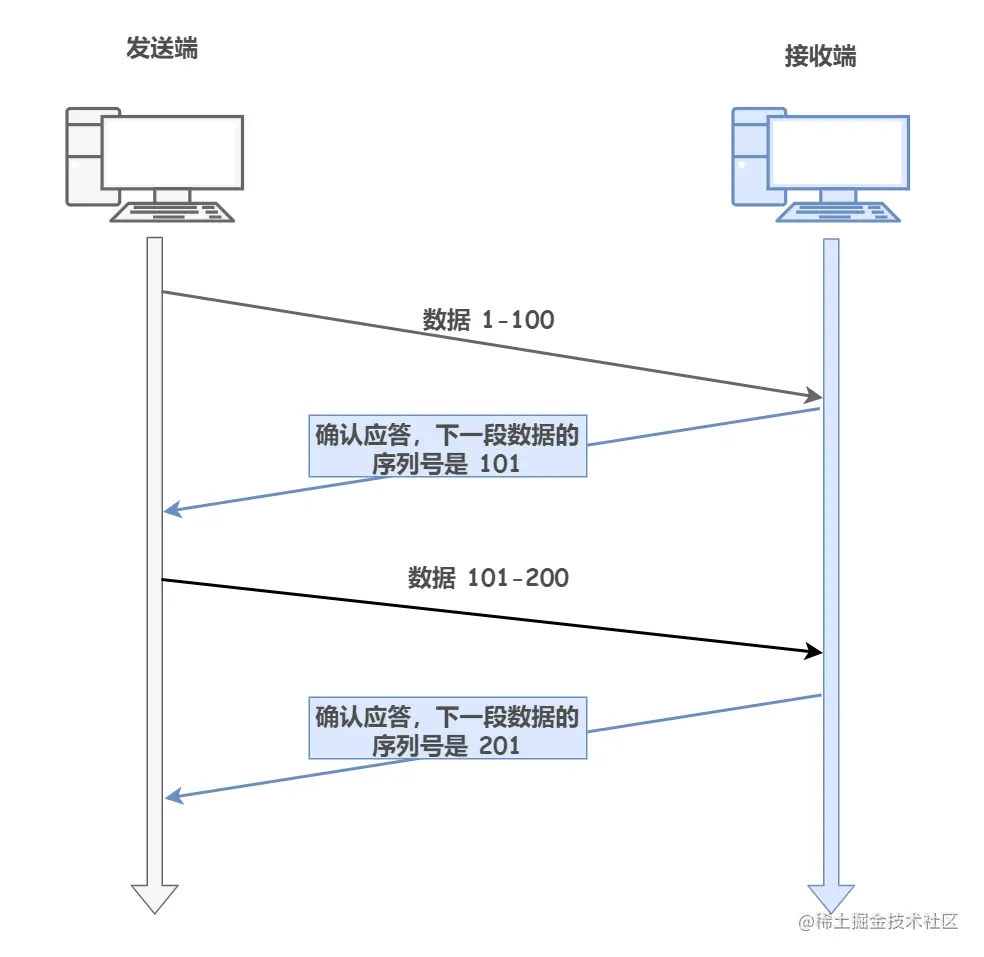 发送端
接收端
数据 1-100
确认应答，下一段数据的
序列号是 101
数据 101-200
确认应答，下一段数据的
序列号是 201
@稀土掘金技术社区